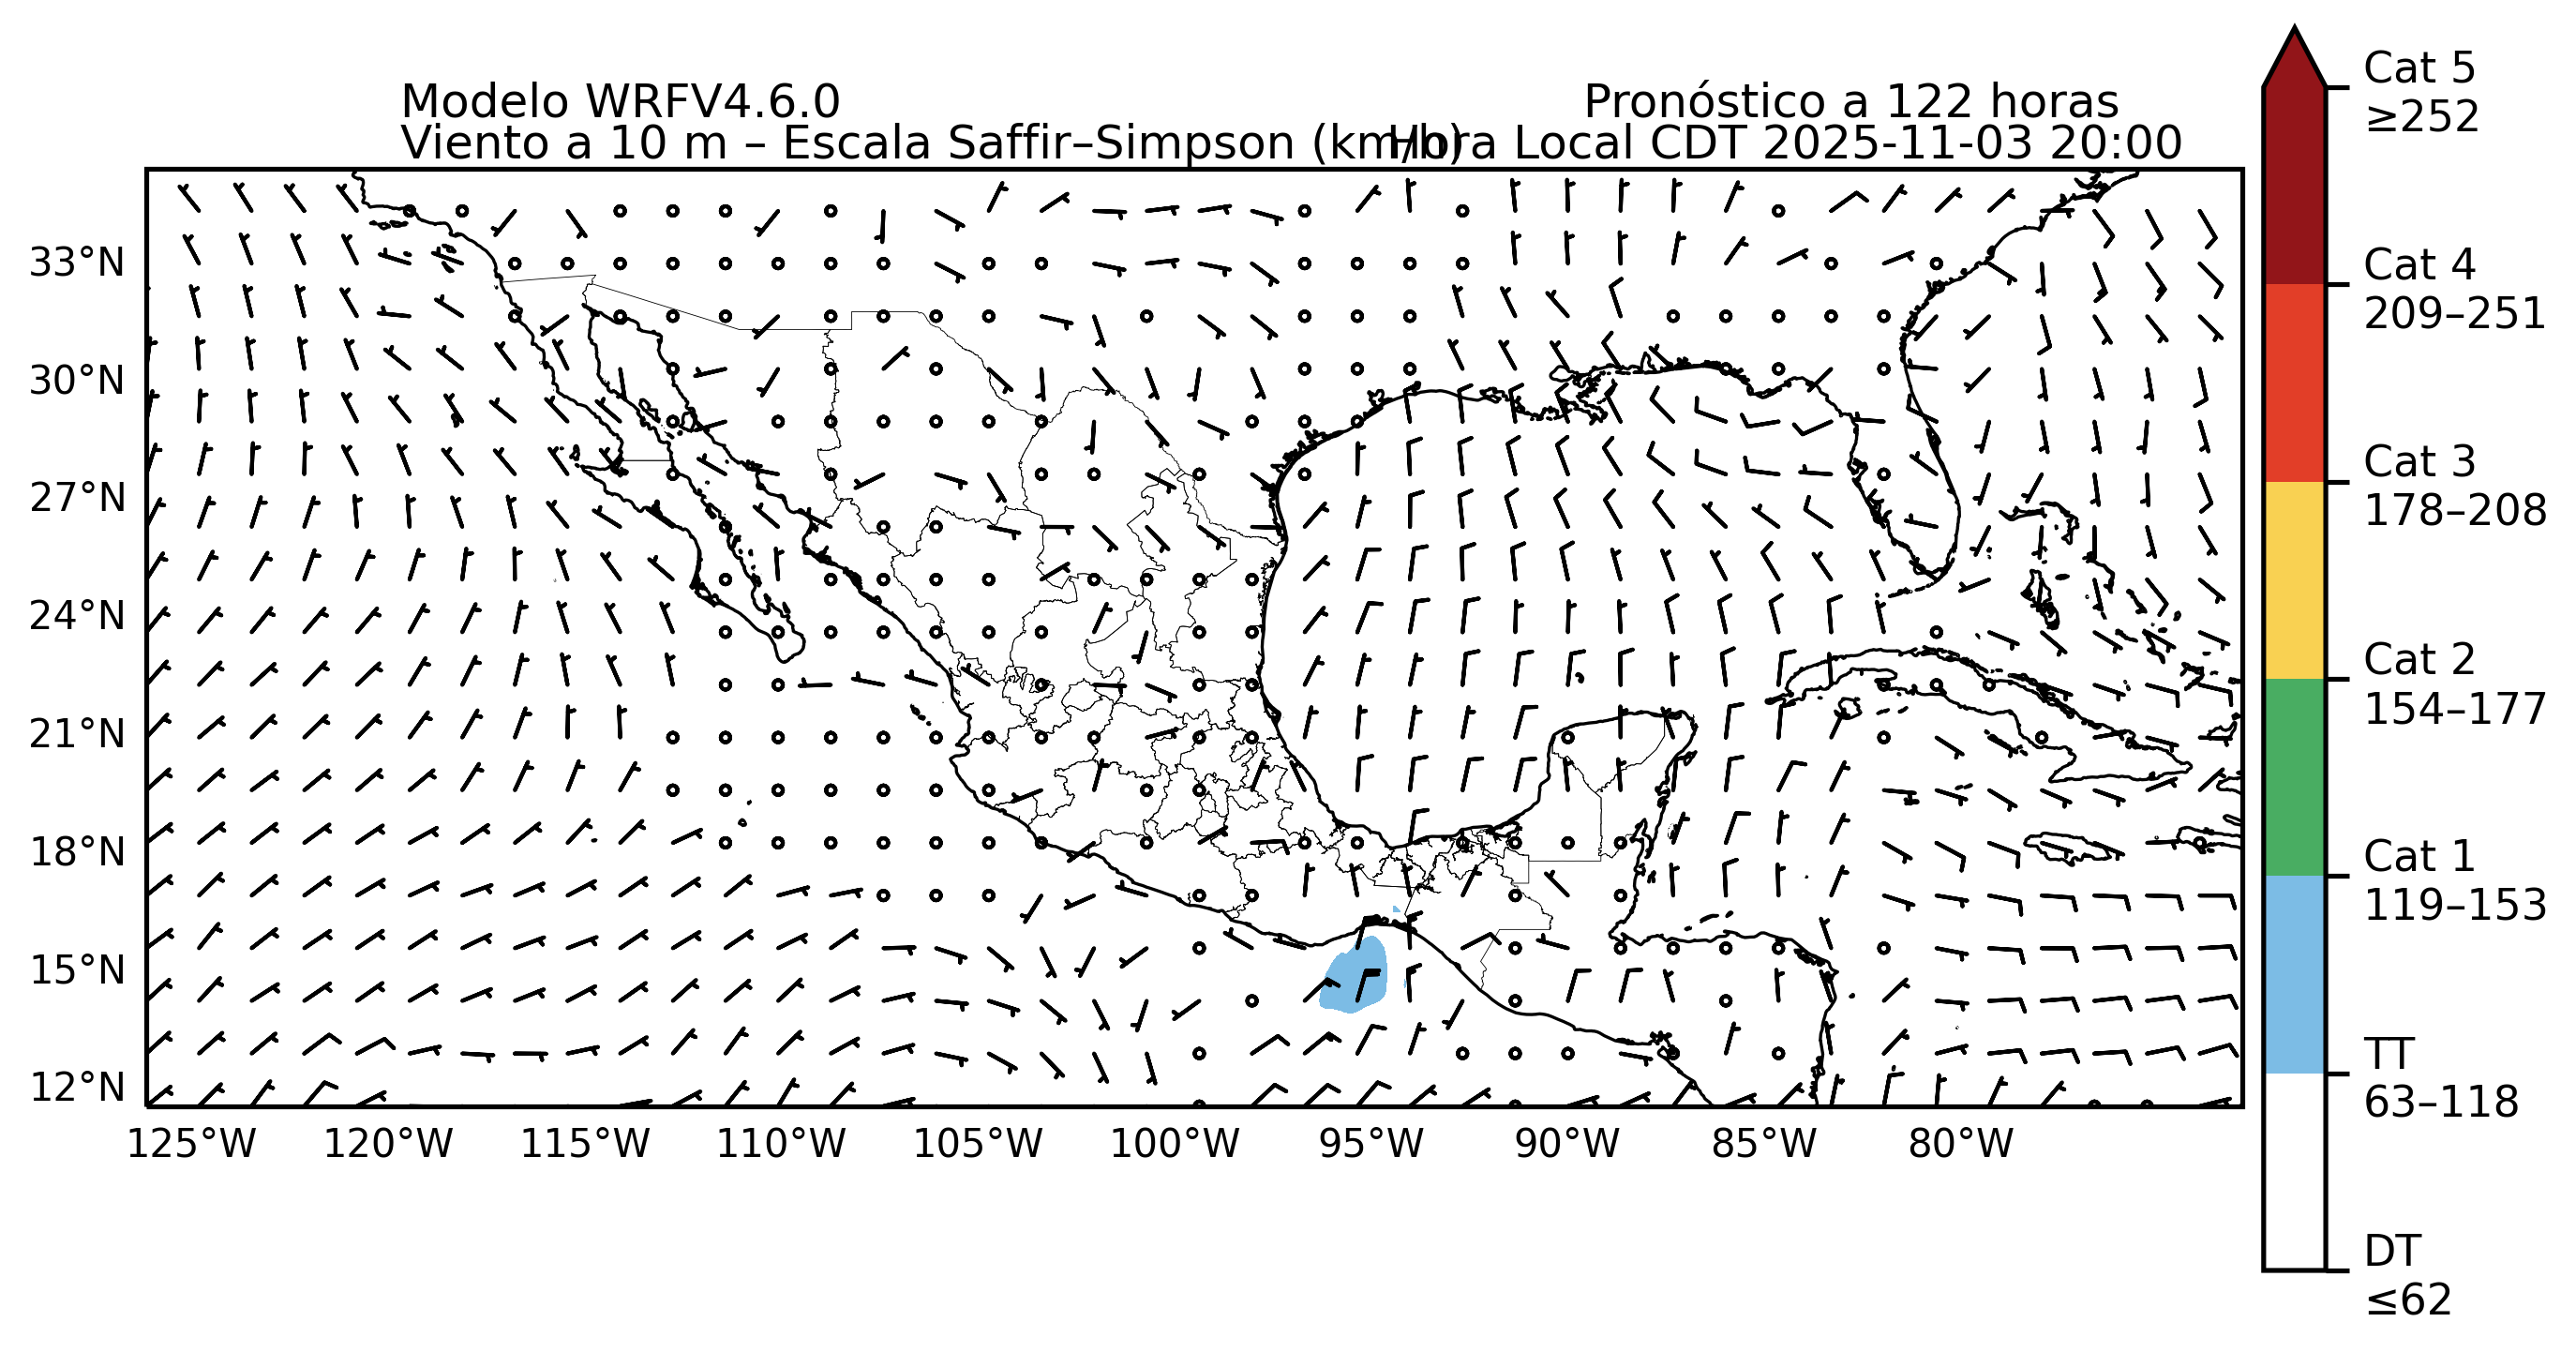 Modelo WRFV4.6.0
Pronóstico a 122 horas
Viento a 10 m – Escala Saffir–Simpson (km/h)
Hora Local CDT 2025-11-03 20:00
33°N
30°N
27°N
24°N
21°N
18°N
15°N
12°N
125°W
120°W
115°W
110°W
105°W
100°W
95°W
90°W
85°W
80°W
Cat 5
≥252
Cat 4
209–251
Cat 3
178–208
Cat 2
154–177
Cat 1
119–153
TT
63–118
DT
≤62